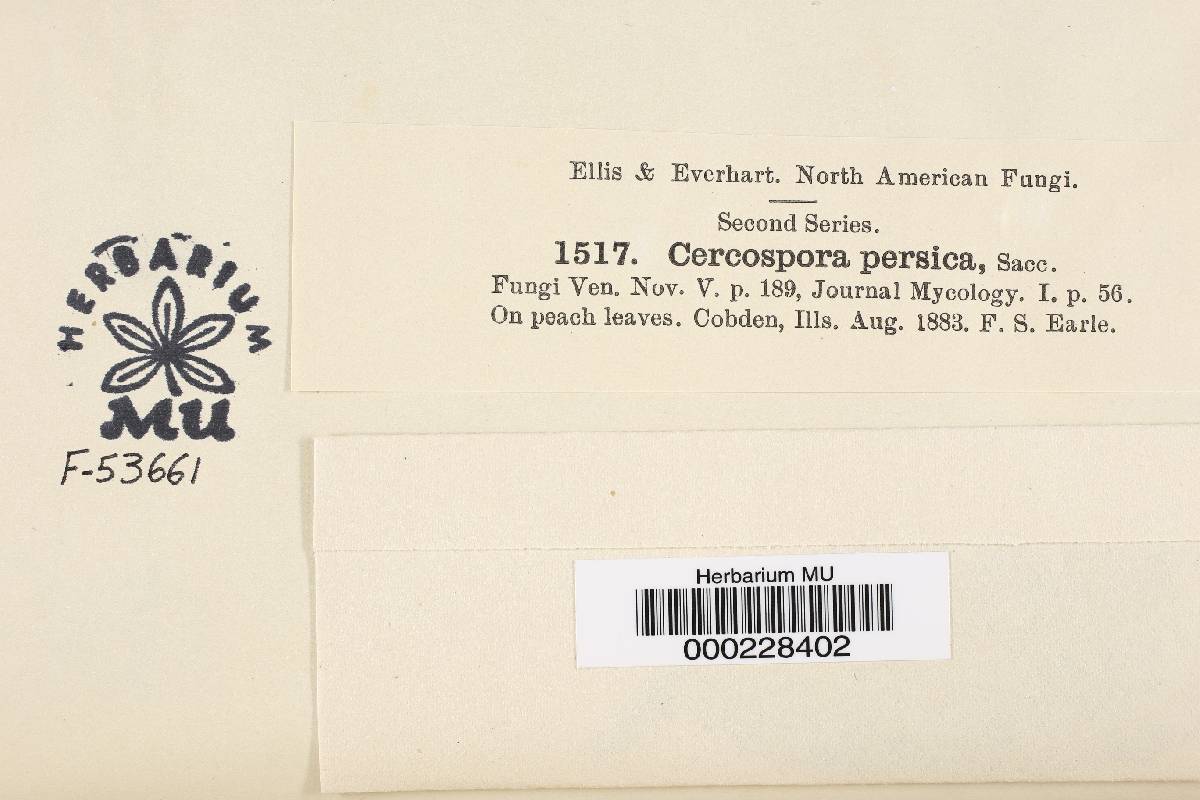 Ellis & Everhart. North American Fungi.
Second Series.
1517. Cercospora persica, Sacc.
Fungi Ven. Nov. V. p. 189, Journal Mycology. I. p. 56.
On peach leaves. Cobden, Ills. Aug. 1883. F. S. Earle.
HERBARIUM
MU
F-53661
Herbarium MU
000228402